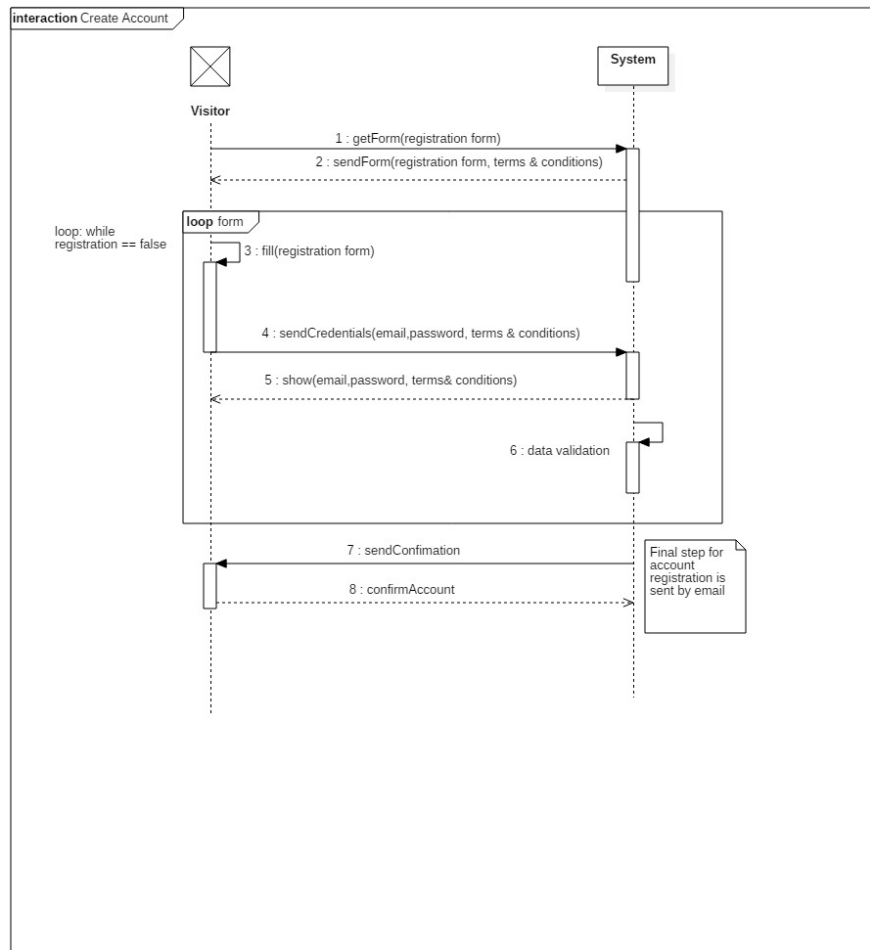 interaction Create Account
System
Visitor
1 : getForm(registration form)
2 : sendForm(registration form, terms & conditions)
loop form
loop: while
registration == false
3 : fill(registration form)
4 : sendCredentials(email,password, terms & conditions)
5 : show(email,password, terms& conditions)
6 : data validation
7 : sendConfimation
Final step for
account
registration is
sent by email
8 : confirmAccount